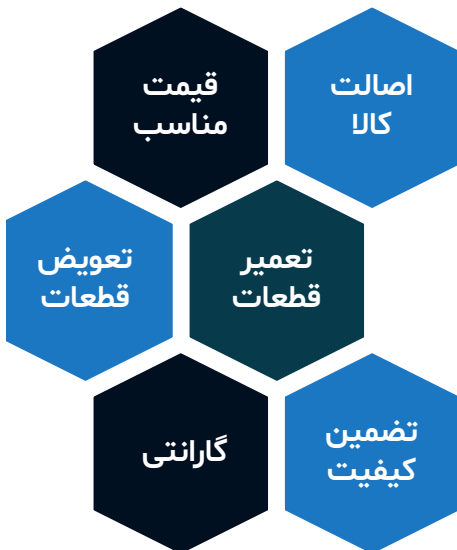 اصالت
کالا
قیمت
مناسب
تعمیر
قطعات
تعویض
قطعات
تضمین
کیفیت
گارانتی